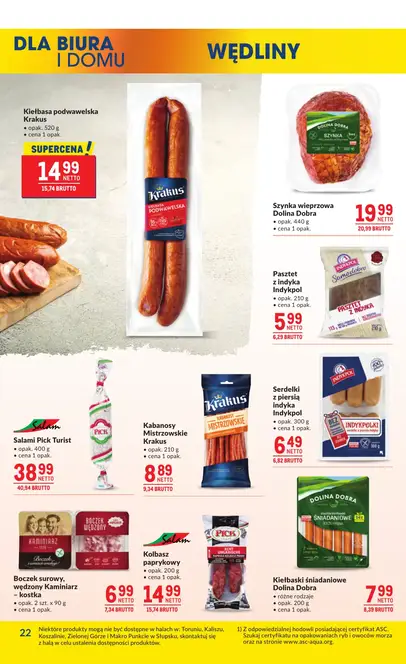 DLA BIURA
I DOMU
WĘDLINY
Kiełbasa podwawelska
Krakus
• opak. 520 g
• cena 1 opak.
SUPERCENA!
14 99
NETTO
15,74 BRUTTO
Krakus
PODWAWELSKA
DOLINA DOBRA
SZYNKA
Szynka wieprzowa
Dolina Dobra
• opak. 440 g
• cena 1 opak.
19 99
NETTO
20,99 BRUTTO
Pasztet
z indyka
Indykpol
• opak. 210 g
• cena 1 opak.
5 99
NETTO
6,29 BRUTTO
INDYKPOL
PASZTET
Z INDYKA
Salami
Salami Pick Turist
• opak. 400 g
• cena 1 opak.
38 99
NETTO
40,94 BRUTTO
PICK
Kabanosy
Mistrzowskie
Krakus
• opak. 210 g
• cena 1 opak.
8 89
NETTO
9,34 BRUTTO
Krakus
KABANOSY
MISTRZOWSKIE
Serdelki
z piersią
indyka
Indykpol
• opak. 300 g
• cena 1 opak.
6 49
NETTO
6,82 BRUTTO
INDYKPOL
INDYKPOLKI
KAMINIARZ
BOCZEK
WĘDZONY
Boczek surowy,
wędzony Kaminiarz
– kostka
• opak. 2 szt. x 90 g
• cena 1 opak.
6 99
NETTO
7,34 BRUTTO
Salami
Kolbasz
paprykowy
• opak. 200 g
• cena 1 opak.
14 99
NETTO
15,74 BRUTTO
PICK
DOLINA DOBRA
ŚNIADANIOWE
Kiełbaski śniadaniowe
Dolina Dobra
• różne rodzaje
• opak. 200 g
• cena 1 opak.
7 99
NETTO
8,39 BRUTTO
22
Niektóre produkty mogą nie być dostępne w halach w: Toruniu, Kaliszu,
Koszalinie, Zielonej Górze i Makro Punkcie w Słupsku, skontaktuj się
z halą w celu ustalenia dostępności produktów.
1) Z odpowiedzialnej hodowli posiadającej certyfikat ASC.
Szukaj certyfikatu na opakowaniach ryb i owoców morza
oraz na stronie www.asc-aqua.org.